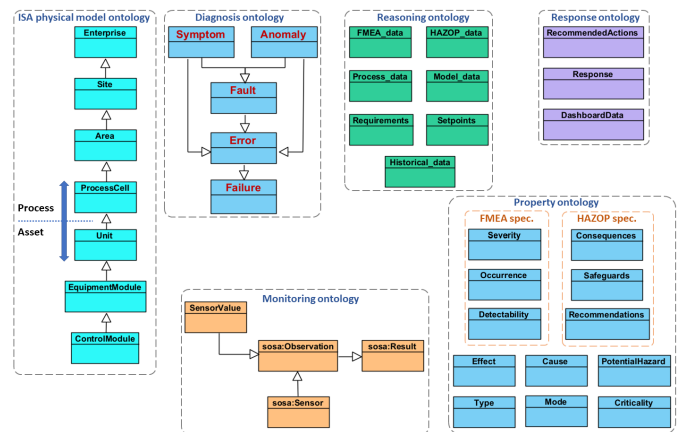 ISA physical model ontology
Enterprise
Site
Area
ProcessCell
Process
Asset
Unit
EquipmentModule
ControlModule
Diagnosis ontology
Symptom
Anomaly
Fault
Error
Failure
Reasoning ontology
FMEA_data
HAZOP_data
Process_data
Model_data
Requirements
Setpoints
Historical_data
Response ontology
RecommendedActions
Response
DashboardData
Monitoring ontology
SensorValue
sosa:Observation
sosa:Result
sosa:Sensor
Property ontology
FMEA spec.
HAZOP spec.
Severity
Consequences
Occurrence
Safeguards
Detectability
Recommendations
Effect
Cause
PotentialHazard
Type
Mode
Criticality